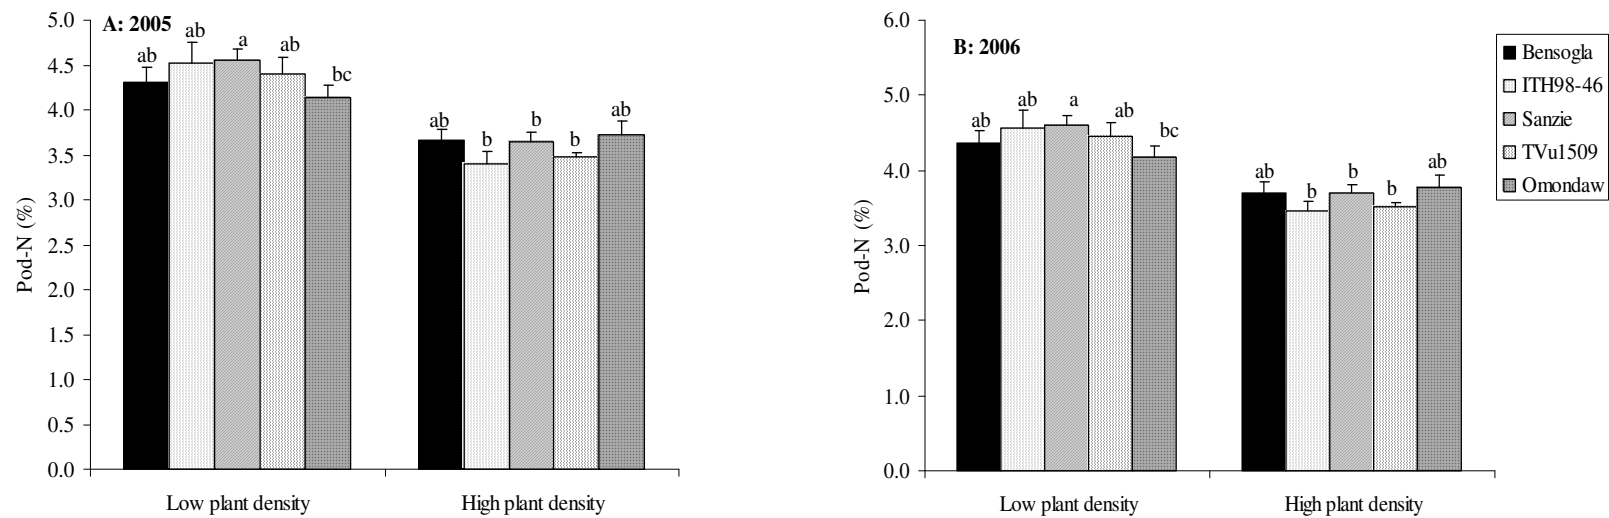 A: 2005
5.0
4.5
4.0
3.5
3.0
2.5
2.0
1.5
1.0
0.5
0.0
Pod-N (%)
ab
ab
a
ab
bc
ab
b
b
b
ab
Low plant density
High plant density
B: 2006
6.0
5.0
4.0
3.0
2.0
1.0
0.0
Pod-N (%)
ab
ab
a
ab
bc
ab
b
b
b
ab
Low plant density
High plant density
Bensogla
ITH98-46
Sanzie
TVu1509
Omondaw